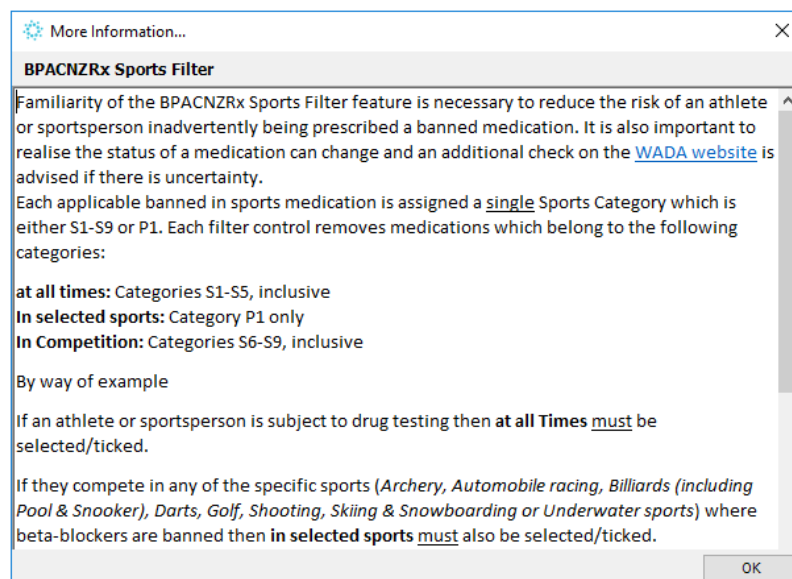 More Information...
BPACNZRx Sports Filter
Familiarity of the BPACNZRx Sports Filter feature is necessary to reduce the risk of an athlete
or sportsperson inadvertently being prescribed a banned medication. It is also important to
realise the status of a medication can change and an additional check on the WADA website is
advised if there is uncertainty.
Each applicable banned in sports medication is assigned a single Sports Category which is
either S1-S9 or P1. Each filter control removes medications which belong to the following
categories:
at all times: Categories S1-S5, inclusive
In selected sports: Category P1 only
In Competition: Categories S6-S9, inclusive
By way of example
If an athlete or sportsperson is subject to drug testing then at all Times must be
selected/ticked.
If they compete in any of the specific sports (Archery, Automobile racing, Billiards (including
Pool & Snooker), Darts, Golf, Shooting, Skiing & Snowboarding or Underwater sports) where
beta-blockers are banned then in selected sports must also be selected/ticked.
OK